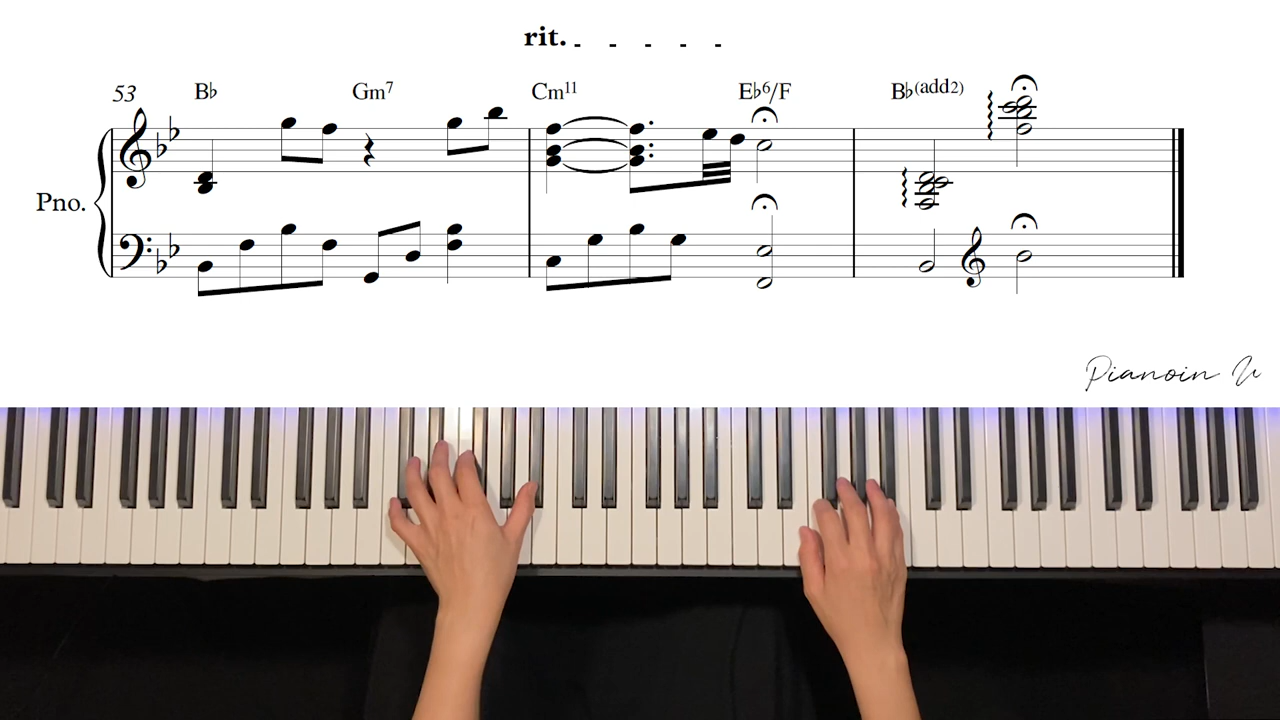 rit. - - - - -
53 B♭ Gm7 Cm11 E♭6/F B♭(add2)
Pno.
Pianoin U